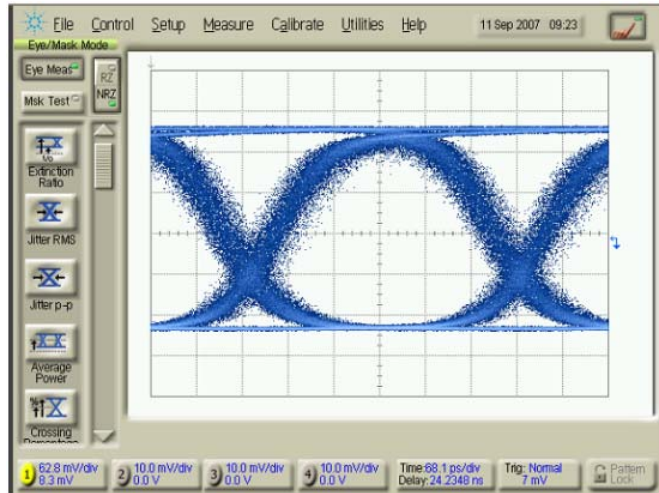 File Control Setup Measure Calibrate Utilities Help 11 Sep 2007 09:23
Eye/Mask Mode
Eye Meas
RZ
Msk Test
NRZ
Extinction
Ratio
Jitter RMS
Jitter p-p
Average
Power
Crossing
1 62.8 mV/div 2 10.0 mV/div 3 10.0 mV/div 4 10.0 mV/div Time:68.1 ps/div Trig: Normal Pattern
8.3 mV 0.0 V 0.0 V 0.0 V Delay:24.2348 ns 7 mV Lock